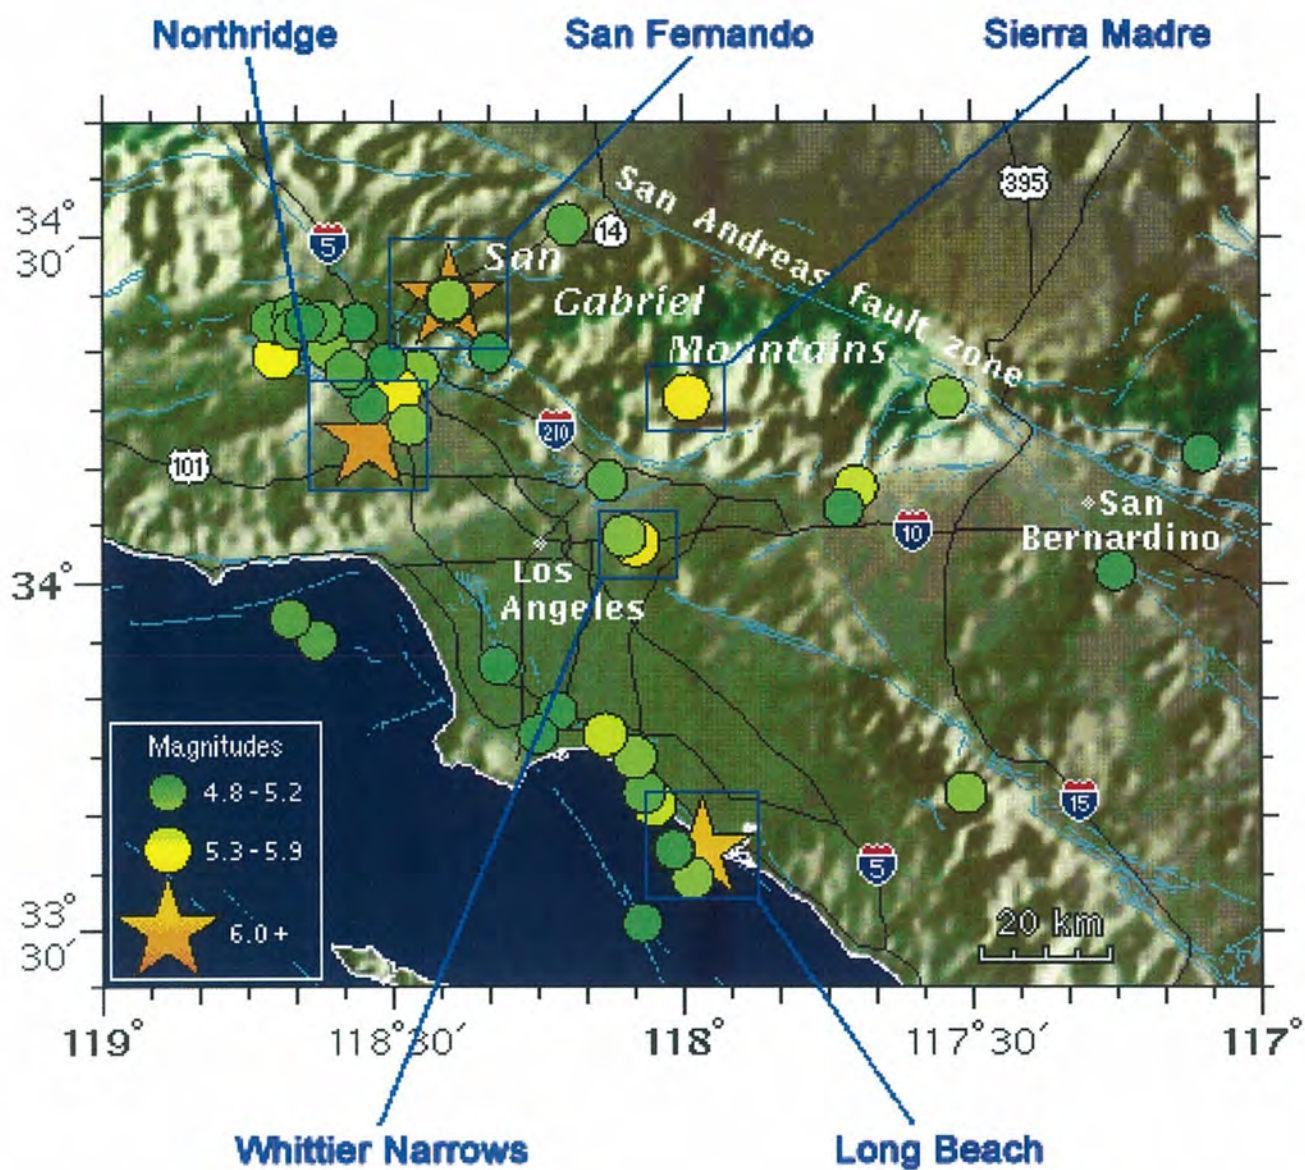 Northridge
San Fernando
Sierra Madre
395
San Andreas fault zone
34°
30′
5
14
San
Gabriel
Mountains
210
101
San
Bernardino
10
34°
Los
Angeles
Magnitudes
4.8-5.2
5.3-5.9
6.0+
15
5
33°
30′
20 km
119°
118°30′
118°
117°30′
117°
Whittier Narrows
Long Beach